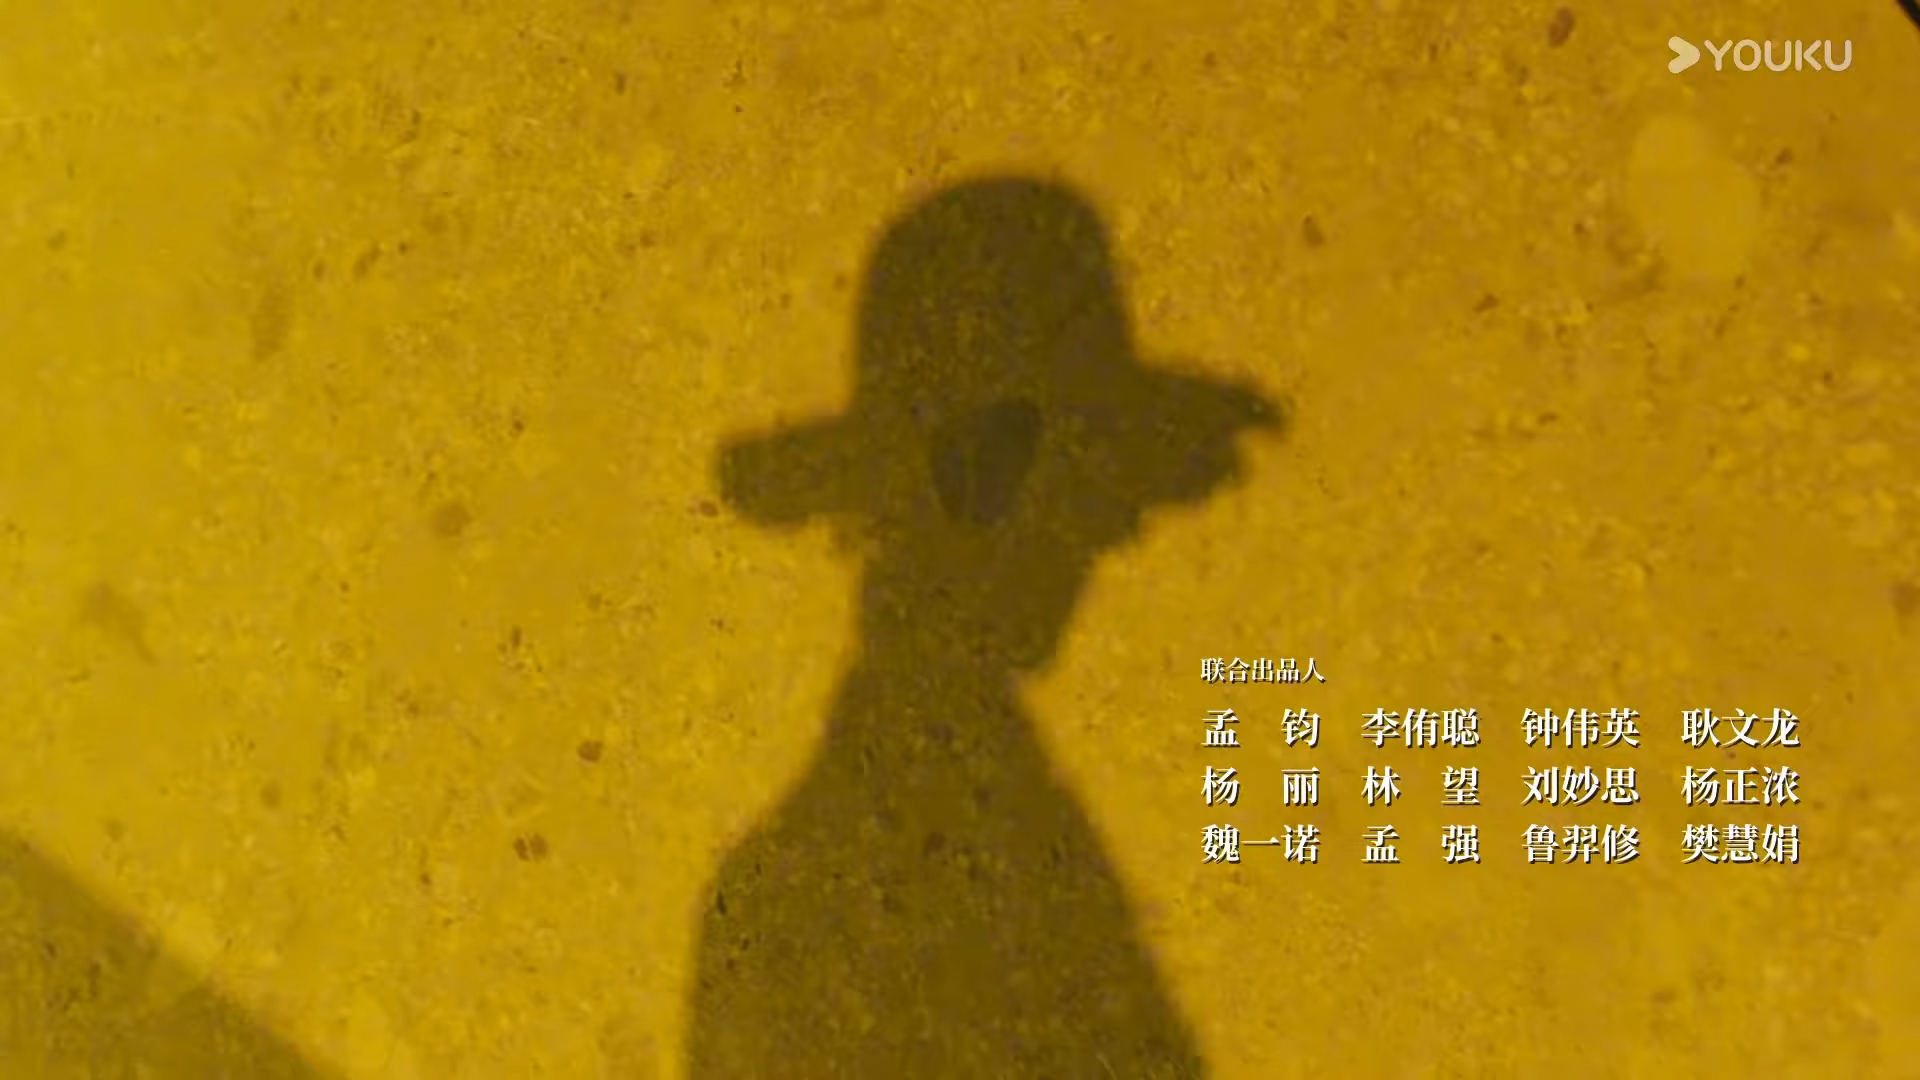 YOUKU
联合出品人
孟　钧　李侑聪　钟伟英　耿文龙
杨　丽　林　望　刘妙思　杨正浓
魏一诺　孟　强　鲁羿修　樊慧娟